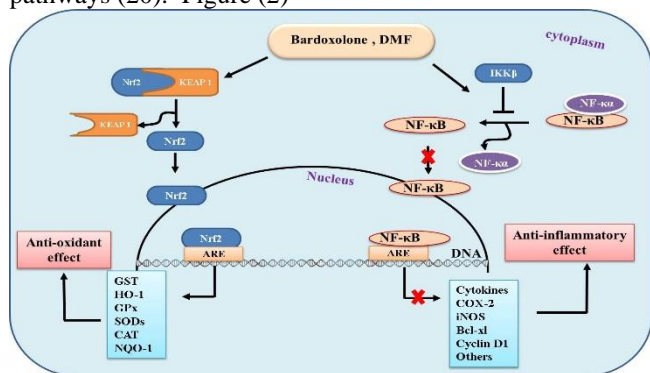 pathways (20). Figure (2)
Bardoxolone , DMF
cytoplasm
Nrf2
KEAP 1
IKKβ
NF-κα
NF-κB
KEAP 1
NF-κB
Nrf2
NF-κα
Nucleus
Nrf2
NF-κB
Anti-oxidant
effect
Nrf2
ARE
NF-κB
ARE
DNA
Anti-inflammatory
effect
GST
HO-1
GPx
SODs
CAT
NQO-1
Cytokines
COX-2
iNOS
Bcl-xl
Cyclin D1
Others